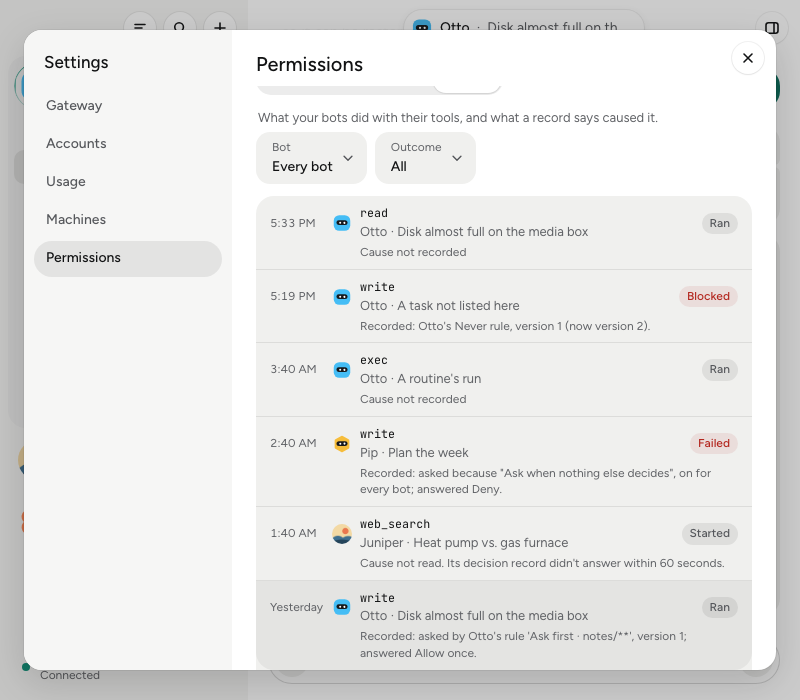 Otto · Disk almost full on th
Settings
Gateway
Accounts
Usage
Machines
Permissions
Permissions
What your bots did with their tools, and what a record says caused it.
Bot
Every bot
Outcome
All
5:33 PM
read
Otto · Disk almost full on the media box
Cause not recorded
Ran
5:19 PM
write
Otto · A task not listed here
Recorded: Otto's Never rule, version 1 (now version 2).
Blocked
3:40 AM
exec
Otto · A routine's run
Cause not recorded
Ran
2:40 AM
write
Pip · Plan the week
Recorded: asked because "Ask when nothing else decides", on for
every bot; answered Deny.
Failed
1:40 AM
web_search
Juniper · Heat pump vs. gas furnace
Cause not read. Its decision record didn't answer within 60 seconds.
Started
Yesterday
write
Otto · Disk almost full on the media box
Recorded: asked by Otto's rule 'Ask first · notes/**', version 1;
answered Allow once.
Ran
Connected